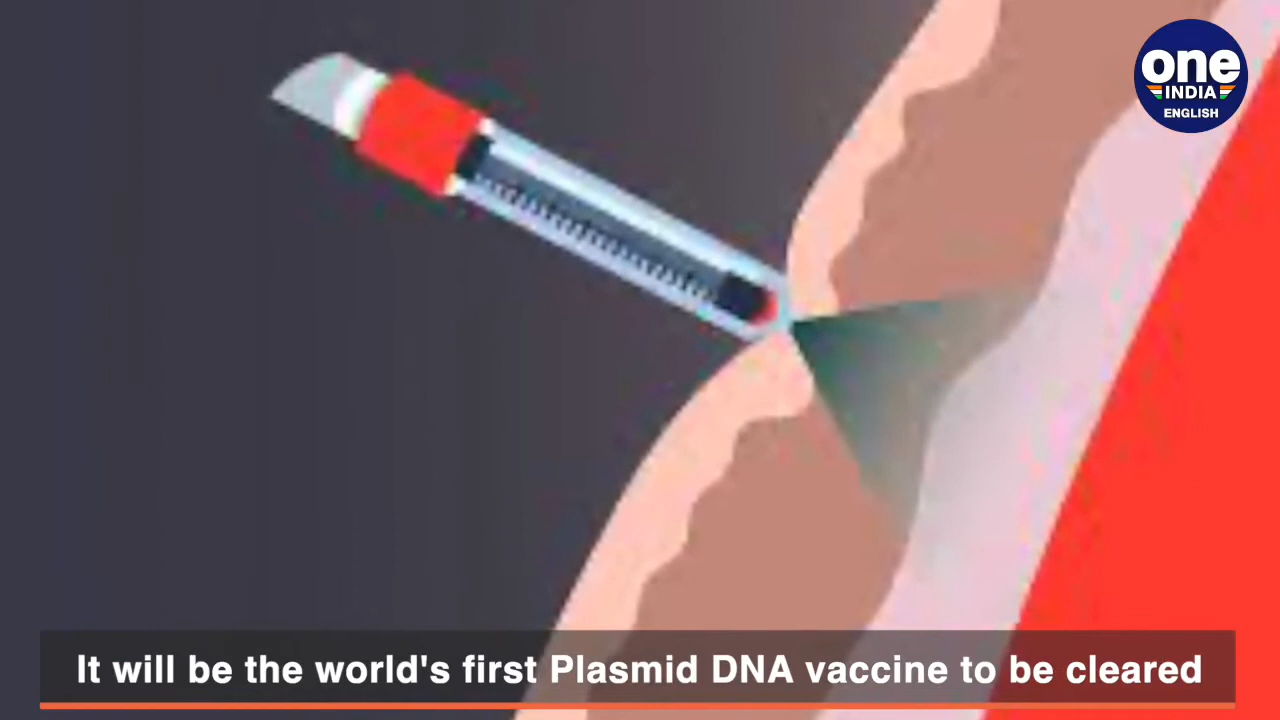 one
INDIA
ENGLISH
It will be the world's first Plasmid DNA vaccine to be cleared